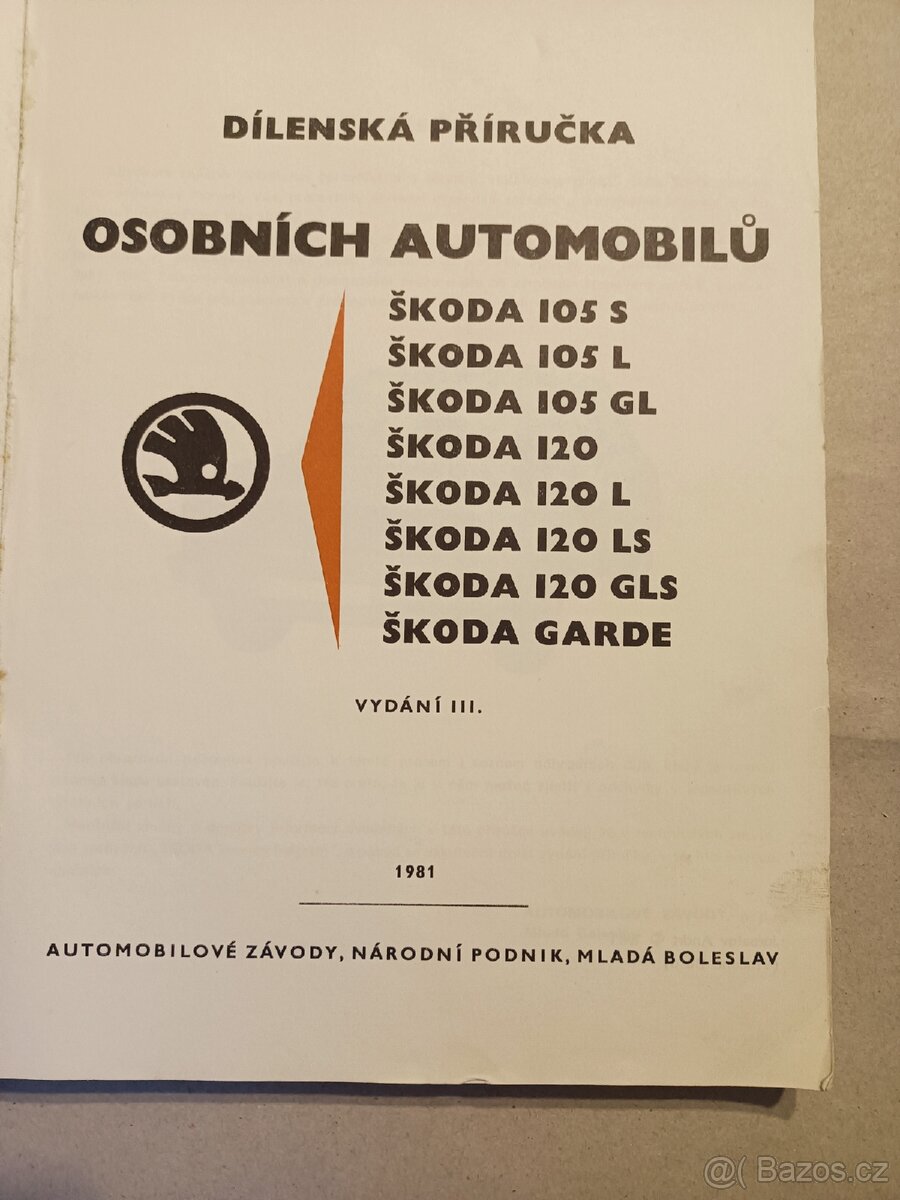 DÍLENSKÁ PŘÍRUČKA
OSOBNÍCH AUTOMOBILŮ
ŠKODA 105 S
ŠKODA 105 L
ŠKODA 105 GL
ŠKODA 120
ŠKODA 120 L
ŠKODA 120 LS
ŠKODA 120 GLS
ŠKODA GARDE
VYDÁNÍ III.
1981
AUTOMOBILOVÉ ZÁVODY, NÁRODNÍ PODNIK, MLADÁ BOLESLAV
@( Bazos.cz